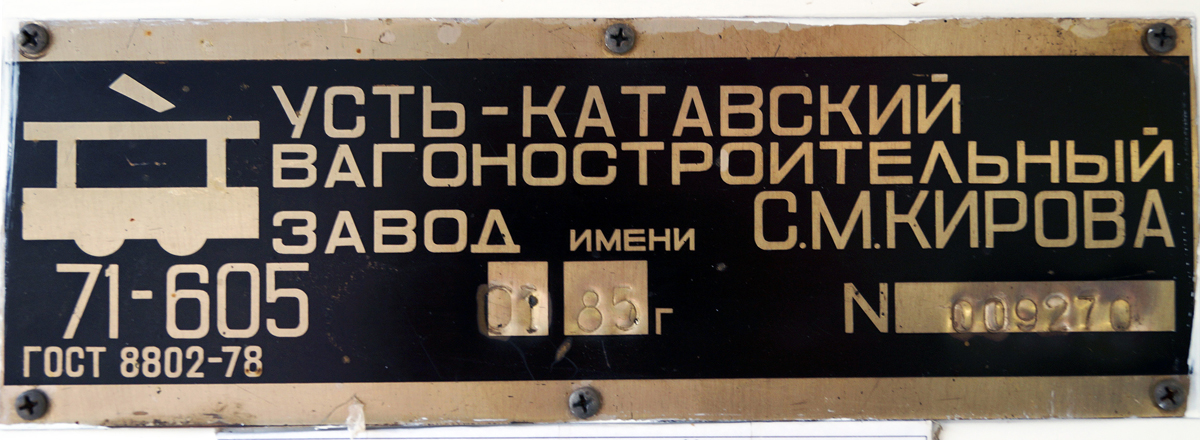 УСТЬ-КАТАВСКИЙ
ВАГОНОСТРОИТЕЛЬНЫЙ
ЗАВОД ИМЕНИ С.М.КИРОВА
71-605 01 85 г N 009270
ГОСТ 8802-78